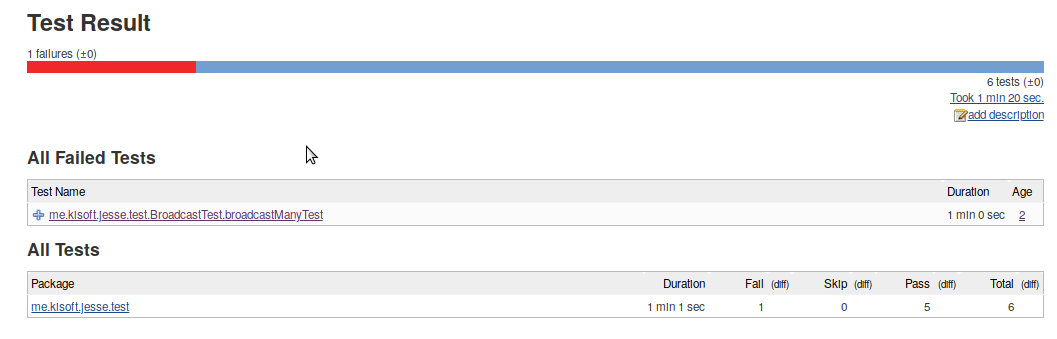 Test Result
1 failures (±0)
6 tests (±0)
Took 1 min 20 sec.
add description
All Failed Tests
Test Name Duration Age
me.kisoft.jesse.test.BroadcastTest.broadcastManyTest 1 min 0 sec 2
All Tests
Package Duration Fail (diff) Skip (diff) Pass (diff) Total (diff)
me.kisoft.jesse.test 1 min 1 sec 1 0 5 6